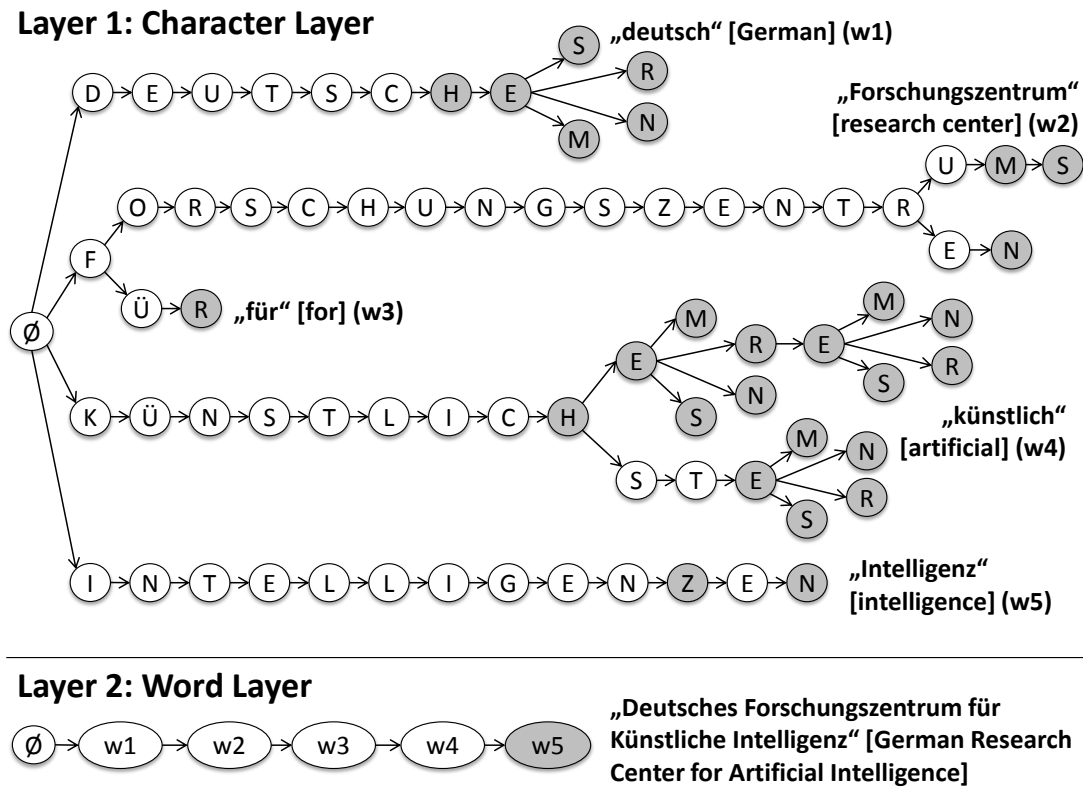 Layer 1: Character Layer
„deutsch“ [German] (w1)
S
R
D E U T S C H E
N
M
„Forschungszentrum“
[research center] (w2)
U M S
O R S C H U N G S Z E N T R
F
E N
Ü R
„für“ [for] (w3)
Ø
M M
N
E R E
R
N S
S
K Ü N S T L I C H
„künstlich“
[artificial] (w4)
M
N
S T E
R
S
I N T E L L I G E N Z E N
„Intelligenz“
[intelligence] (w5)
Layer 2: Word Layer
Ø w1 w2 w3 w4 w5
„Deutsches Forschungszentrum für
Künstliche Intelligenz“ [German Research
Center for Artificial Intelligence]